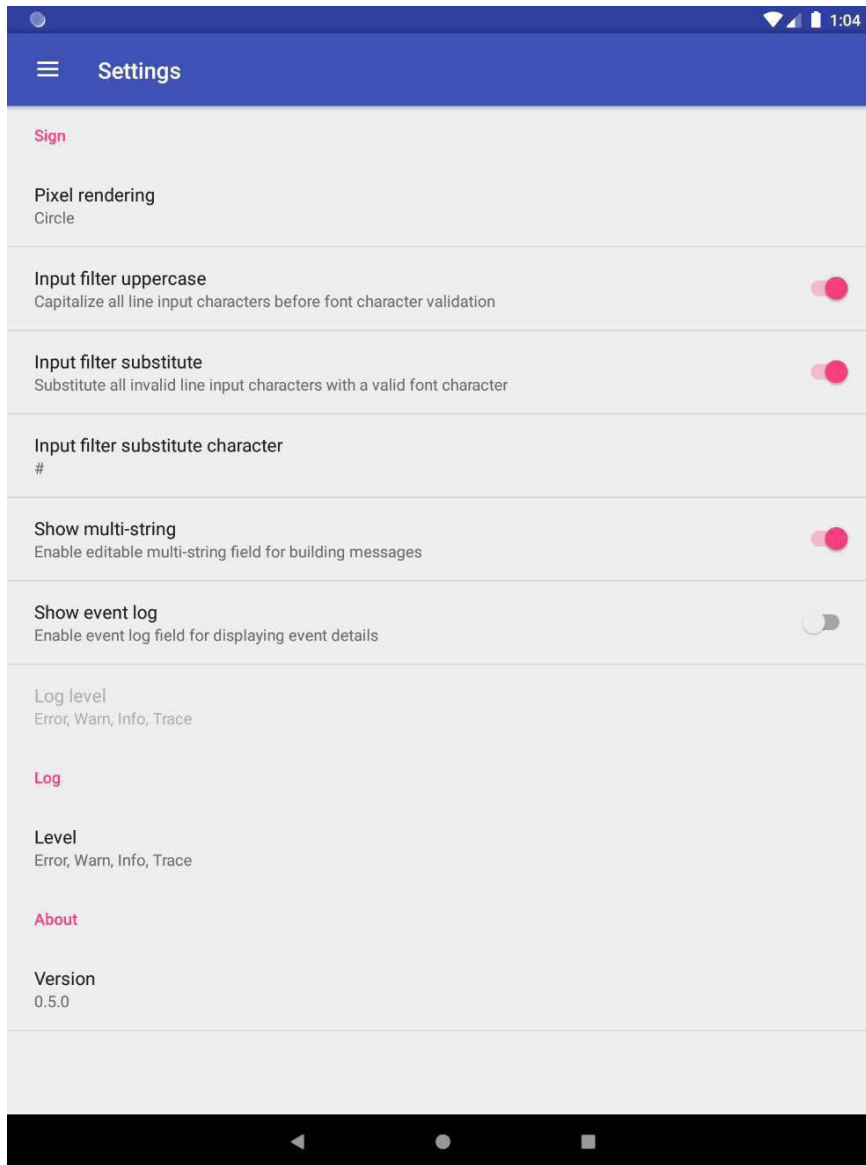 1:04
Settings
Sign
Pixel rendering
Circle
Input filter uppercase
Capitalize all line input characters before font character validation
Input filter substitute
Substitute all invalid line input characters with a valid font character
Input filter substitute character
#
Show multi-string
Enable editable multi-string field for building messages
Show event log
Enable event log field for displaying event details
Log level
Error, Warn, Info, Trace
Log
Level
Error, Warn, Info, Trace
About
Version
0.5.0